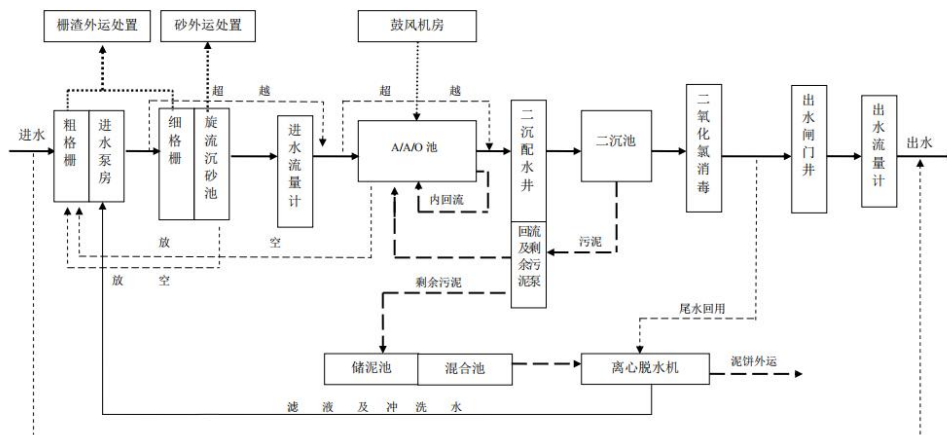 栅渣外运处置
砂外运处置
鼓风机房
超 越
超 越
进水
粗格栅
进水泵房
细格栅
旋流沉砂池
进水流量计
A/A/O 池
二沉配水井
二沉池
二氧化氯消毒
出水闸门井
出水流量计
出水
内回流
回流及剩余污泥泵
污泥
放 空
放 空
剩余污泥
尾水回用
储泥池
混合池
离心脱水机
泥饼外运
滤 液 及 冲 洗 水